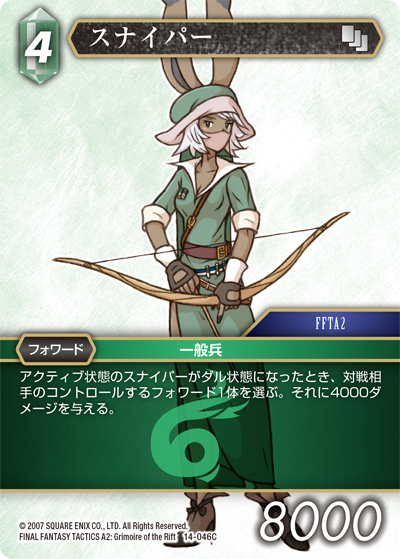 4
スナイパー
FFTA2
フォワード
一般兵
アクティブ状態のスナイパーがダル状態になったとき、対戦相
手のコントロールするフォワード1体を選ぶ。それに4000ダ
メージを与える。
© 2007 SQUARE ENIX CO., LTD. All Rights Reserved.
FINAL FANTASY TACTICS A2: Grimoire of the Rift 14-046C
8000